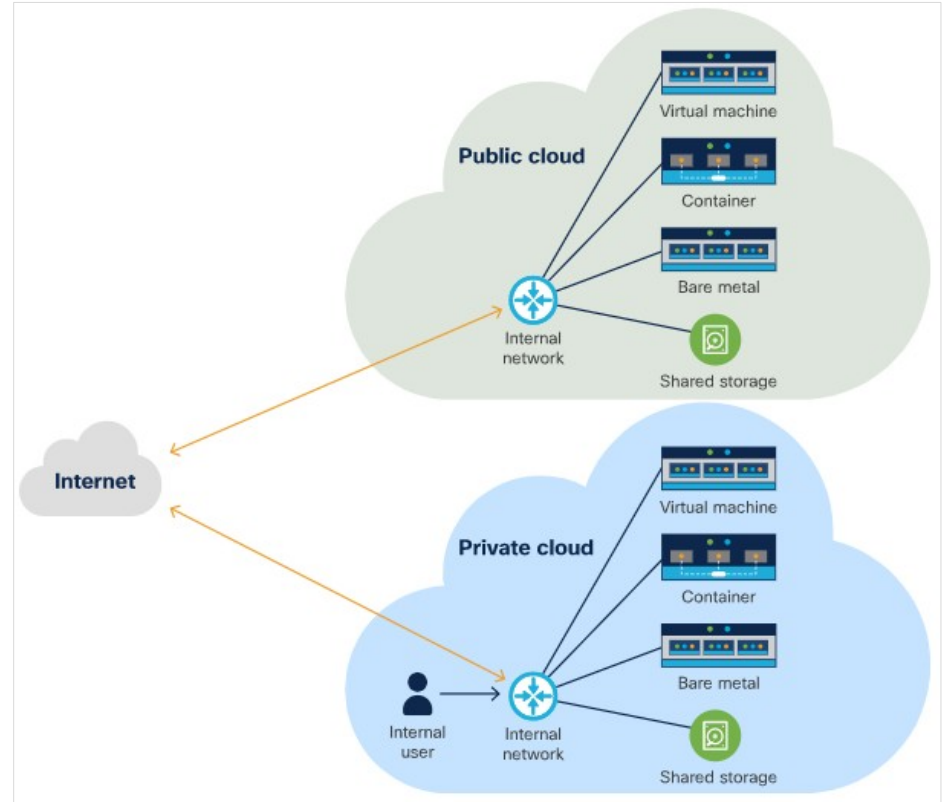 Public cloud
Virtual machine
Container
Bare metal
Internal
network
Shared storage
Internet
Private cloud
Virtual machine
Container
Bare metal
Internal
user
Internal
network
Shared storage